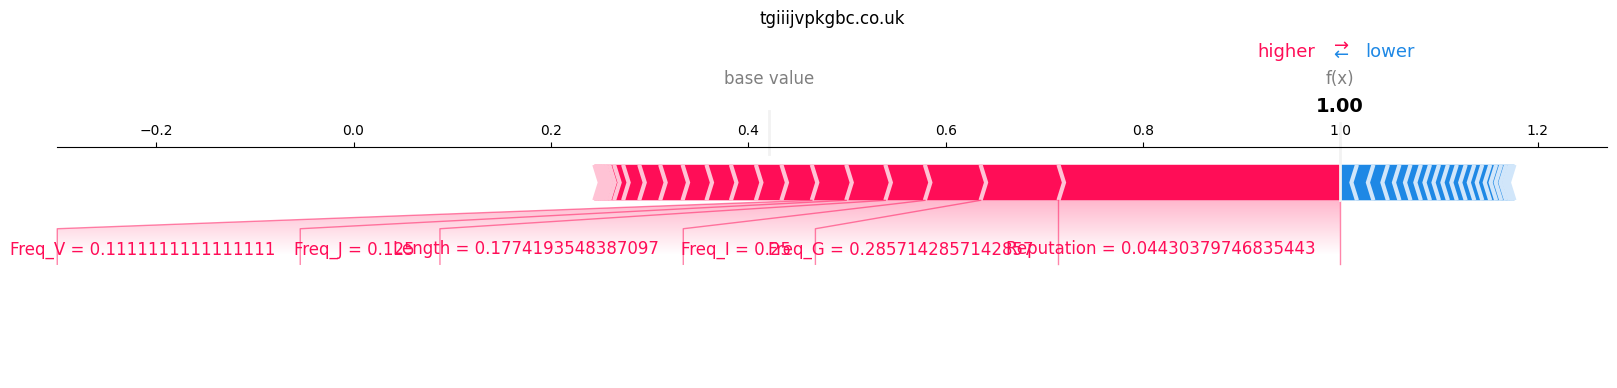 tgiiijvpkgbc.co.uk
higher ⇄ lower
base value f(x)
1.00
−0.2 0.0 0.2 0.4 0.6 0.8 1.0 1.2
Freq_V = 0.1111111111111111 Freq_J = 0.125 Length = 0.1774193548387097 Freq_I = 0.25 Freq_G = 0.2857142857142857 Reputation = 0.04430379746835443